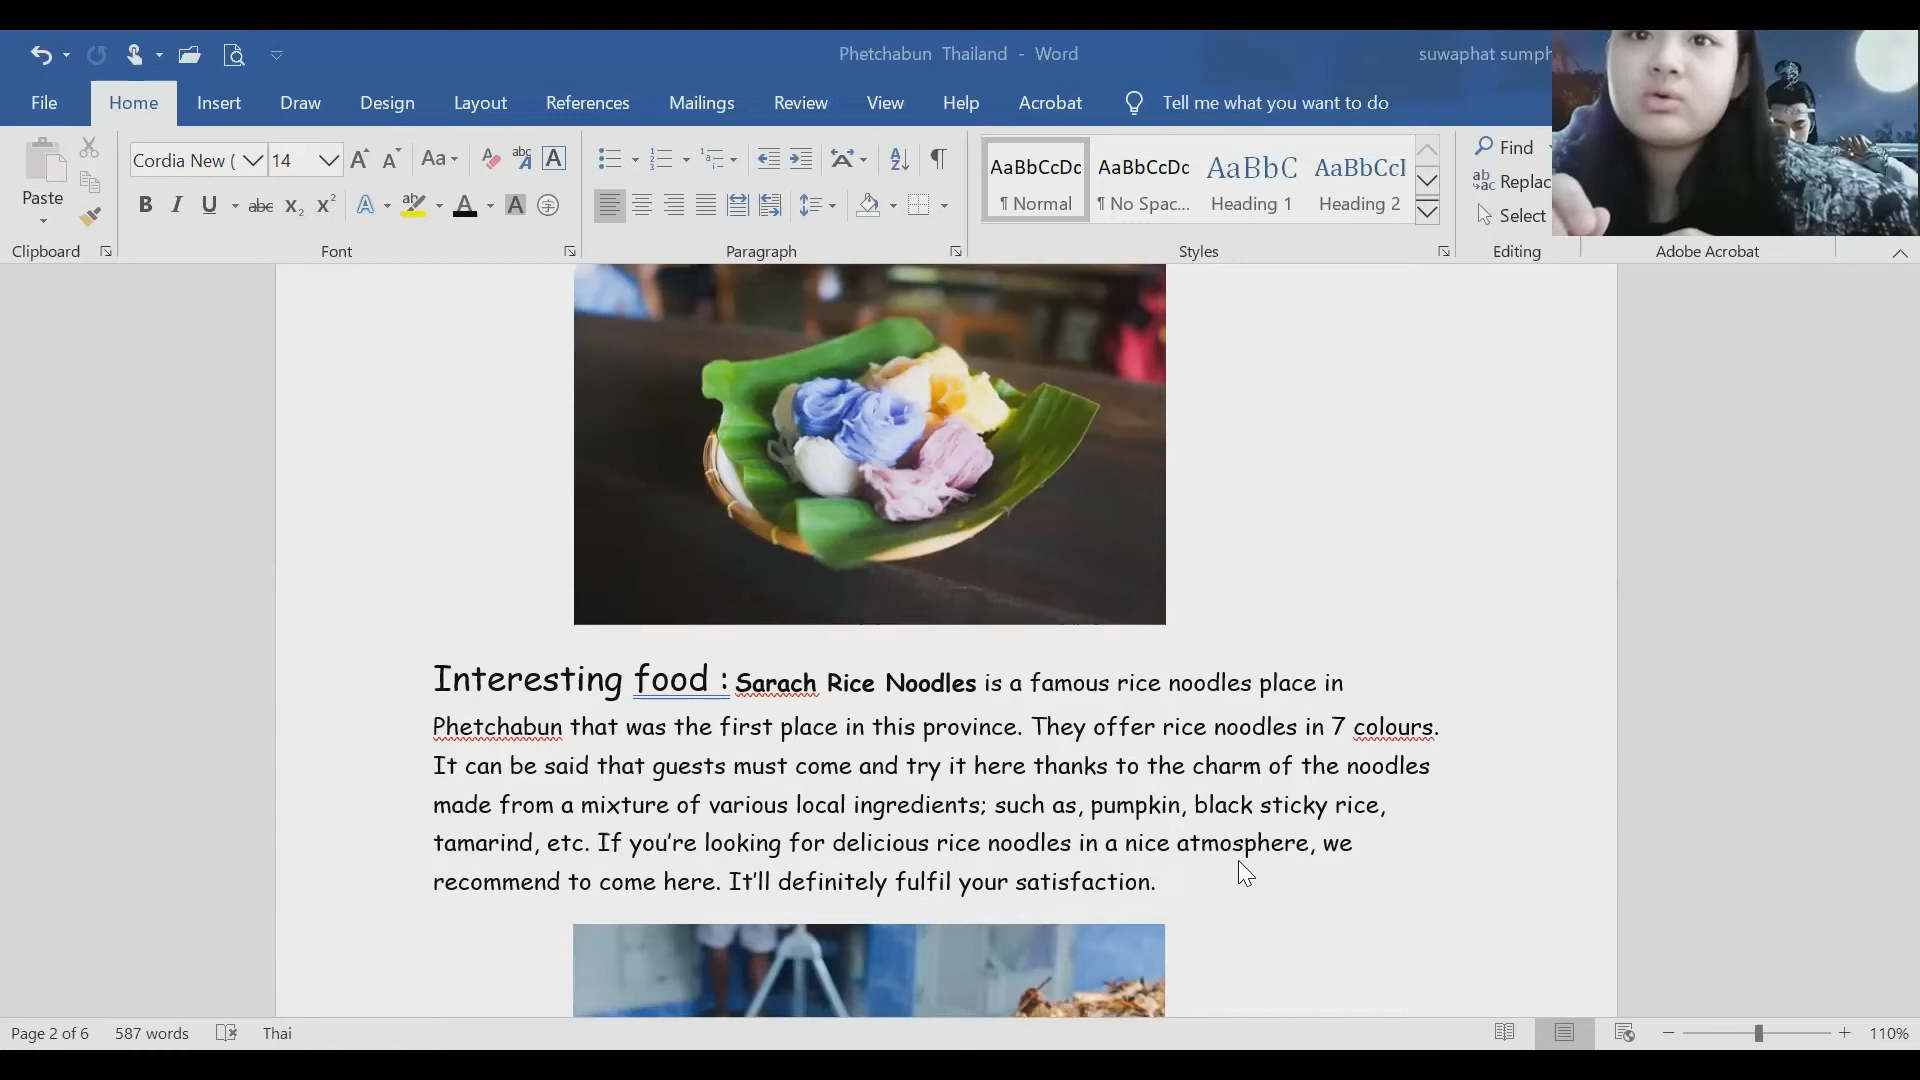 Phetchabun Thailand - Word
suwaphat sumph
File Home Insert Draw Design Layout References Mailings Review View Help Acrobat Tell me what you want to do
Paste
Clipboard
Cordia New ( 14
Aa
A
B I U abc X₂ X² A ab A A 字
Font
Paragraph
AaBbCcDc AaBbCcDc AaBbC AaBbCcI
¶ Normal ¶ No Spac... Heading 1 Heading 2
Styles
Find
Replac
Select
Editing
Adobe Acrobat
Interesting food : Sarach Rice Noodles is a famous rice noodles place in
Phetchabun that was the first place in this province. They offer rice noodles in 7 colours.
It can be said that guests must come and try it here thanks to the charm of the noodles
made from a mixture of various local ingredients; such as, pumpkin, black sticky rice,
tamarind, etc. If you're looking for delicious rice noodles in a nice atmosphere, we
recommend to come here. It'll definitely fulfil your satisfaction.
Page 2 of 6 587 words Thai
110%